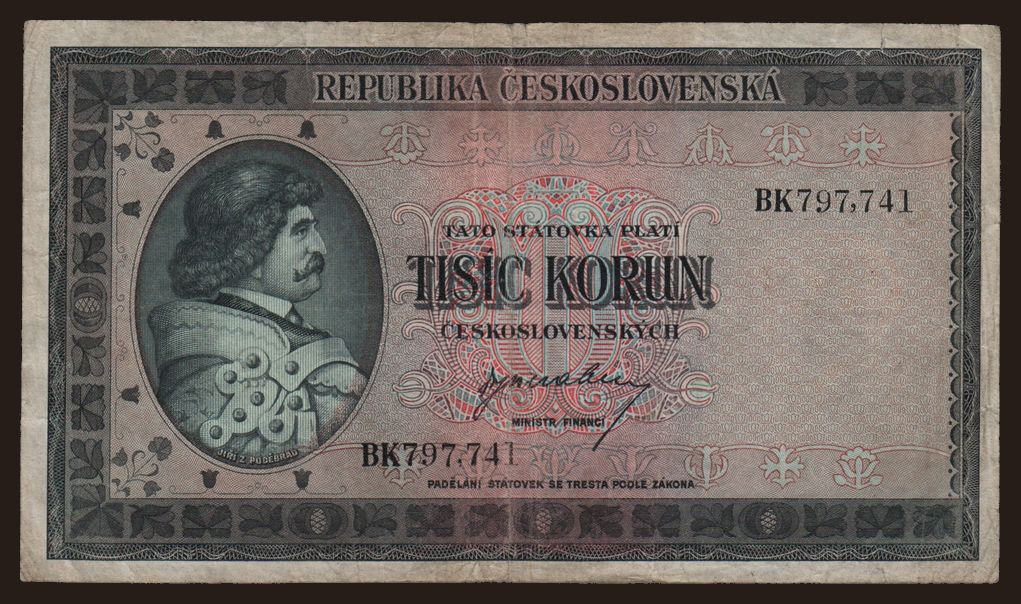 REPUBLIKA ČESKOSLOVENSKÁ
BK797,741
TATO STÁTOVKA PLATÍ
TISÍC KORUN
ČESKOSLOVENSKÝCH
MINISTR FINANCÍ
JIŘÍ Z PODĚBRAD
BK797,741
PADĚLÁNÍ STÁTOVEK SE TRESTÁ PODLE ZÁKONA